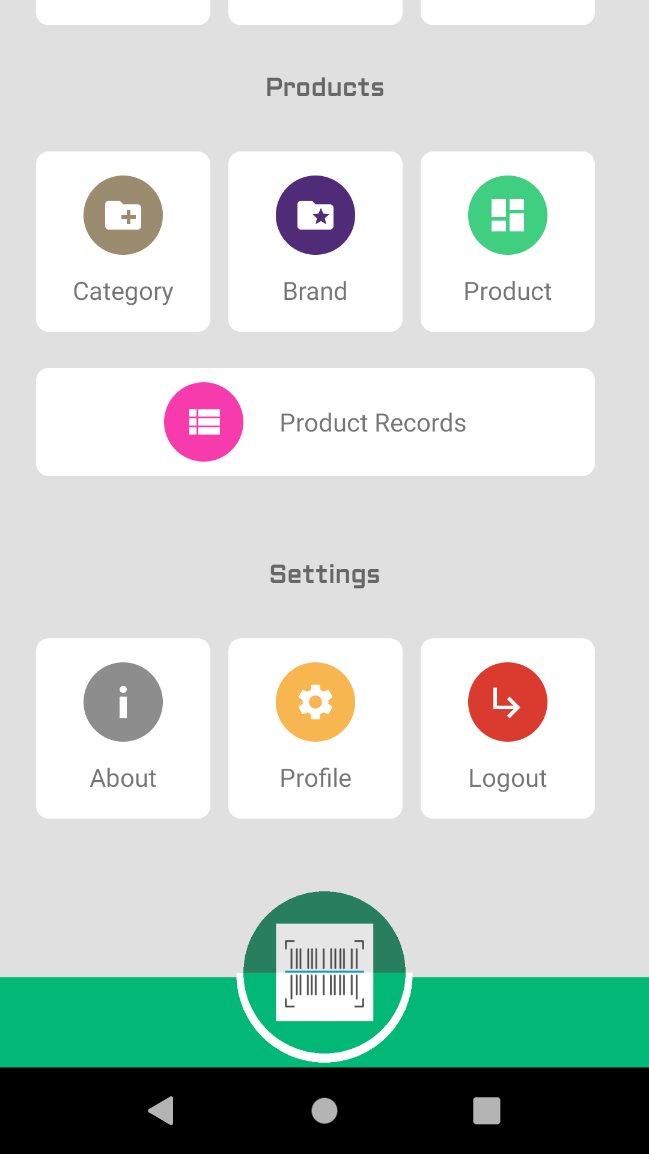 Products
Category
Brand
Product
Product Records
Settings
About
Profile
Logout